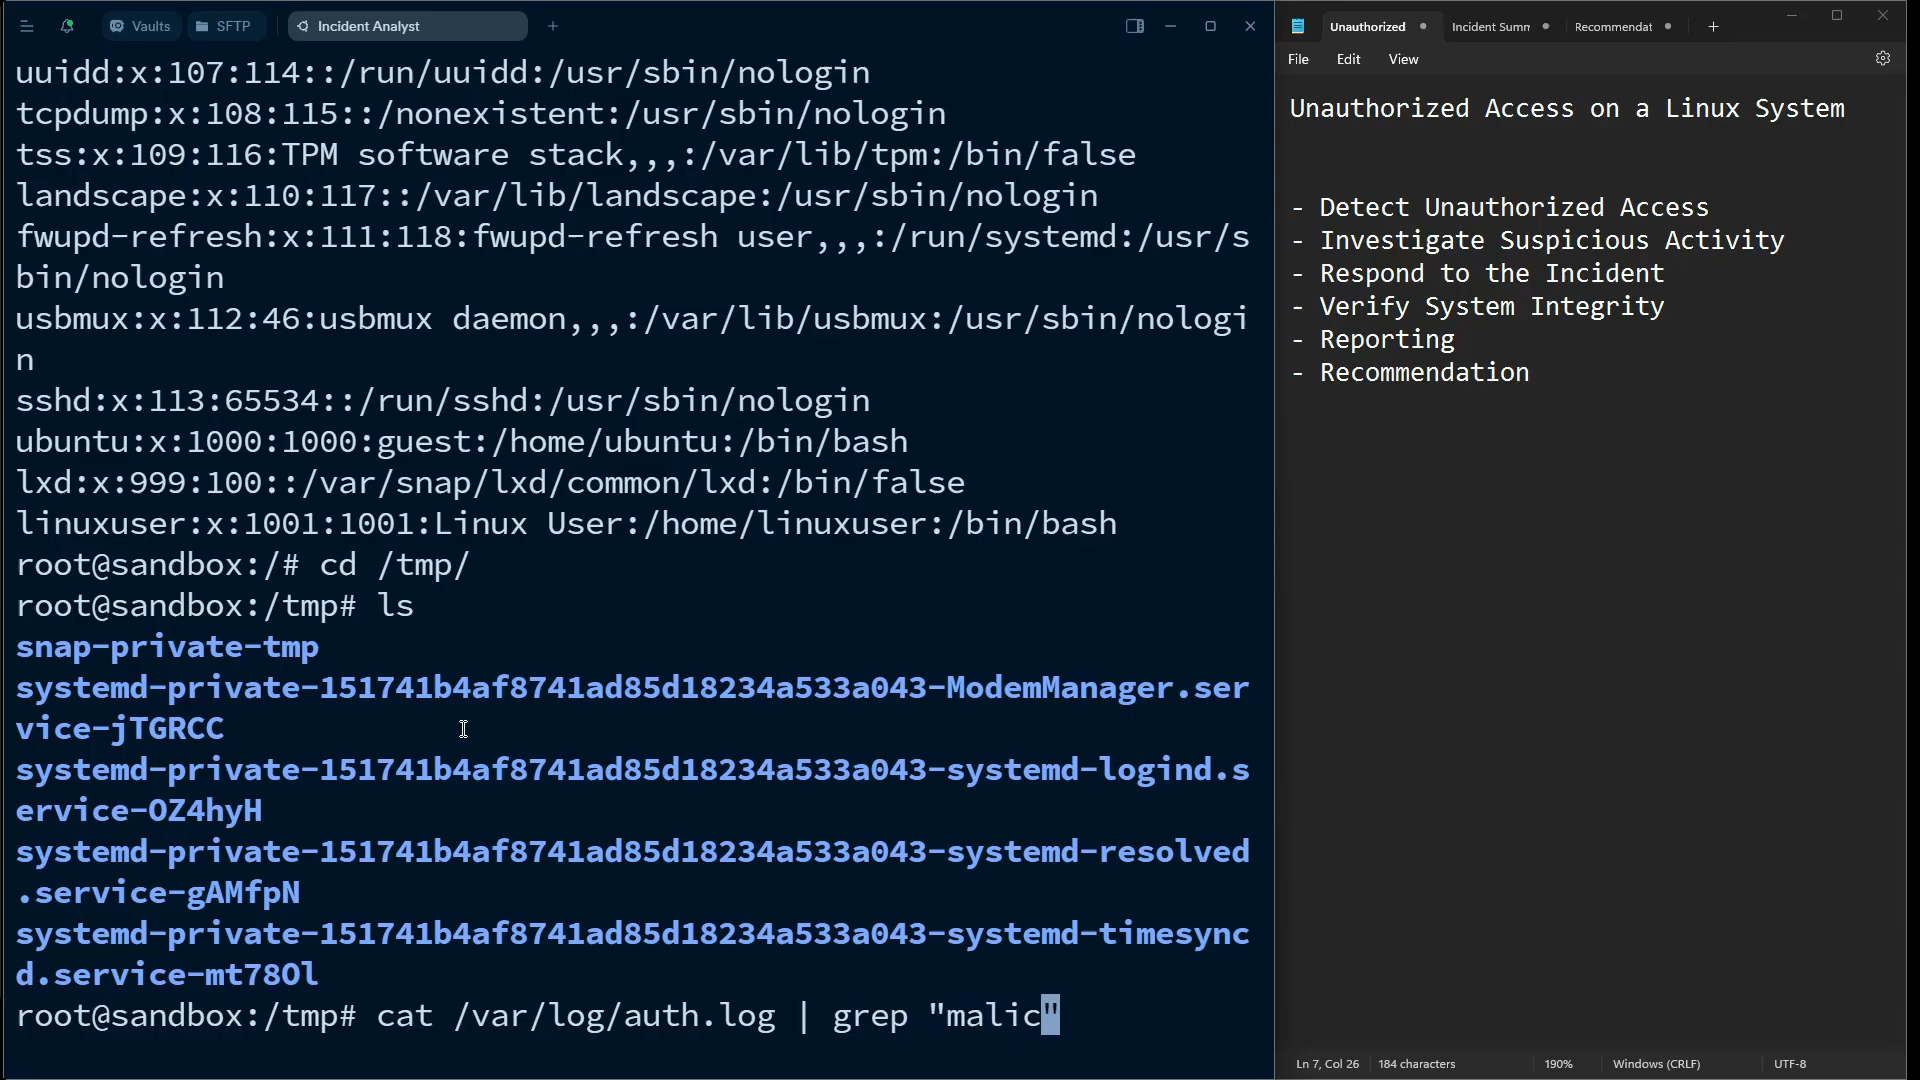 Vaults SFTP Incident Analyst
uuidd:x:107:114::/run/uuidd:/usr/sbin/nologin
tcpdump:x:108:115::/nonexistent:/usr/sbin/nologin
tss:x:109:116:TPM software stack,,,:/var/lib/tpm:/bin/false
landscape:x:110:117::/var/lib/landscape:/usr/sbin/nologin
fwupd-refresh:x:111:118:fwupd-refresh user,,,:/run/systemd:/usr/s
bin/nologin
usbmux:x:112:46:usbmux daemon,,,:/var/lib/usbmux:/usr/sbin/nologi
n
sshd:x:113:65534::/run/sshd:/usr/sbin/nologin
ubuntu:x:1000:1000:guest:/home/ubuntu:/bin/bash
lxd:x:999:100::/var/snap/lxd/common/lxd:/bin/false
linuxuser:x:1001:1001:Linux User:/home/linuxuser:/bin/bash
root@sandbox:/# cd /tmp/
root@sandbox:/tmp# ls
snap-private-tmp
systemd-private-151741b4af8741ad85d18234a533a043-ModemManager.ser
vice-jTGRCC
systemd-private-151741b4af8741ad85d18234a533a043-systemd-logind.s
ervice-OZ4hyH
systemd-private-151741b4af8741ad85d18234a533a043-systemd-resolved
.service-gAMfpN
systemd-private-151741b4af8741ad85d18234a533a043-systemd-timesync
d.service-mt78Ol
root@sandbox:/tmp# cat /var/log/auth.log | grep "malic"
Unauthorized Incident Summ Recommendat
File Edit View
Unauthorized Access on a Linux System
- Detect Unauthorized Access
- Investigate Suspicious Activity
- Respond to the Incident
- Verify System Integrity
- Reporting
- Recommendation
Ln 7, Col 26 184 characters 190% Windows (CRLF) UTF-8